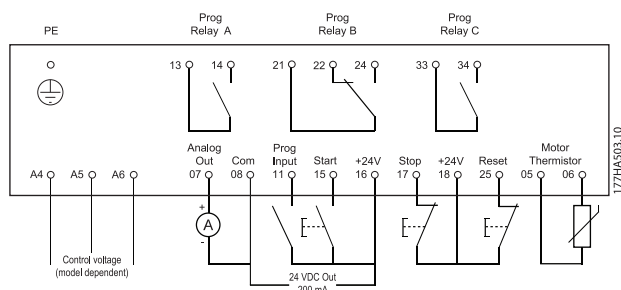 PE
Prog
Relay A
Prog
Relay B
Prog
Relay C
13 14 21 22 24 33 34
Analog
Out
Com
Prog
Input
Start
+24V
Stop
+24V
Reset
Motor
Thermistor
A4 A5 A6 07 08 11 15 16 17 18 25 05 06
+
A
-
Control voltage
(model dependent)
24 VDC Out
200 mA
177HA503.10